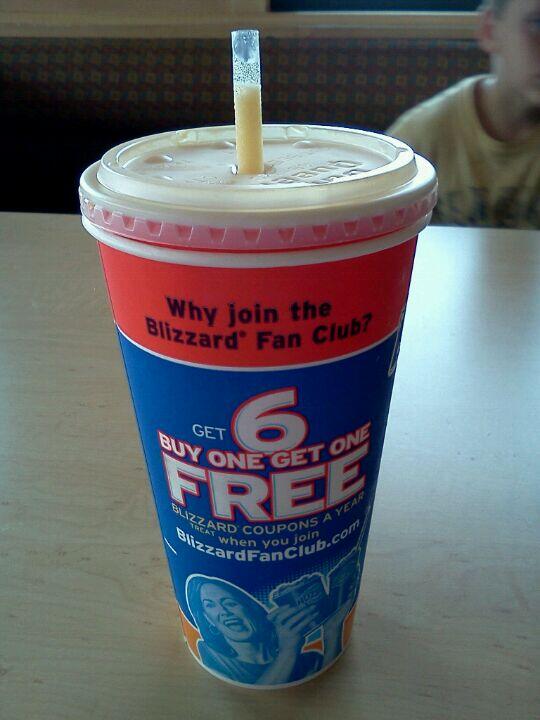 Why join the
Blizzard® Fan Club?
GET 6
BUY ONE GET ONE
FREE
BLIZZARD® COUPONS A YEAR
TREAT when you join
BlizzardFanClub.com